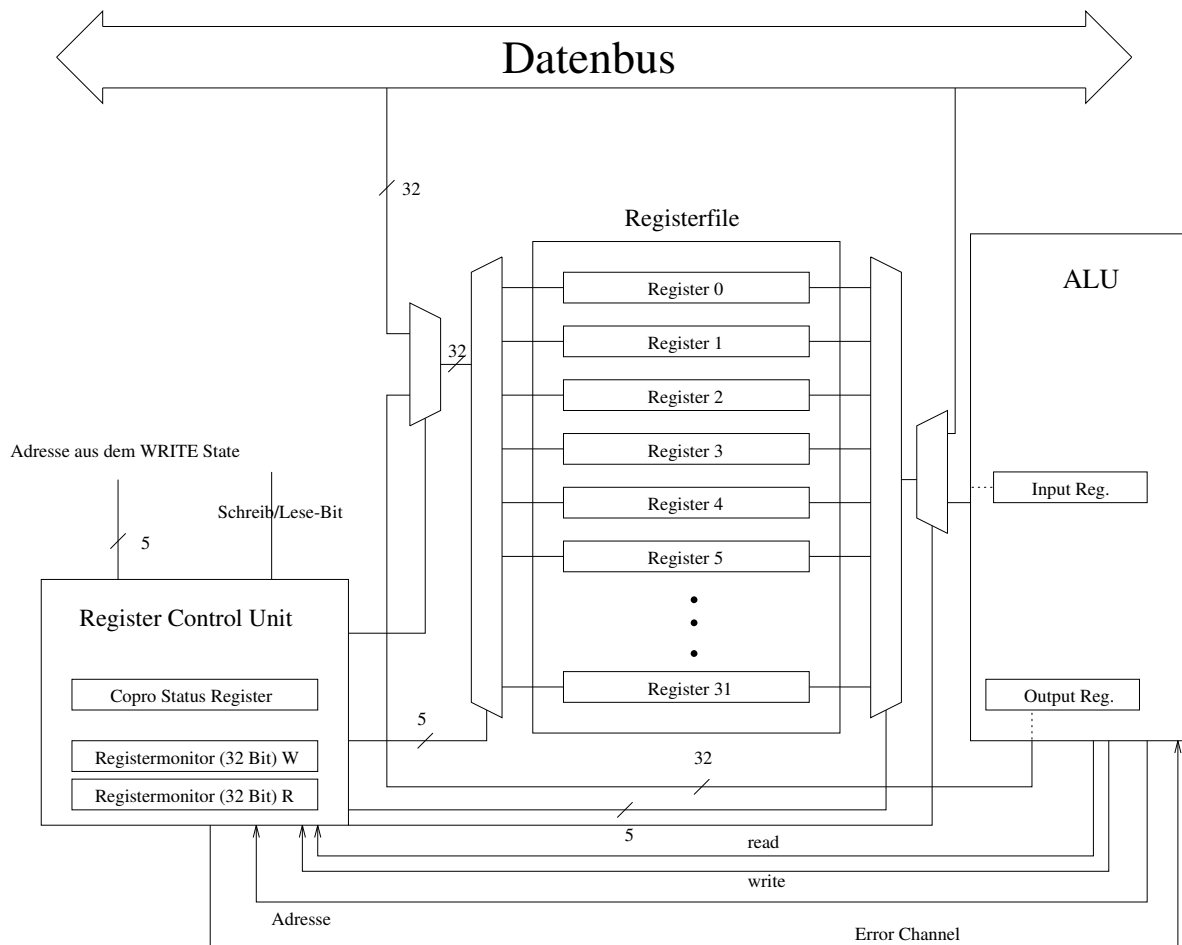 Datenbus
32
Registerfile
ALU
Register 0
Register 1
32
Register 2
Register 3
Adresse aus dem WRITE State
Input Reg.
Register 4
Schreib/Lese-Bit
5
Register 5
Register Control Unit
Register 31
Copro Status Register
Output Reg.
5
Registermonitor (32 Bit) W
32
Registermonitor (32 Bit) R
5
read
write
Adresse
Error Channel